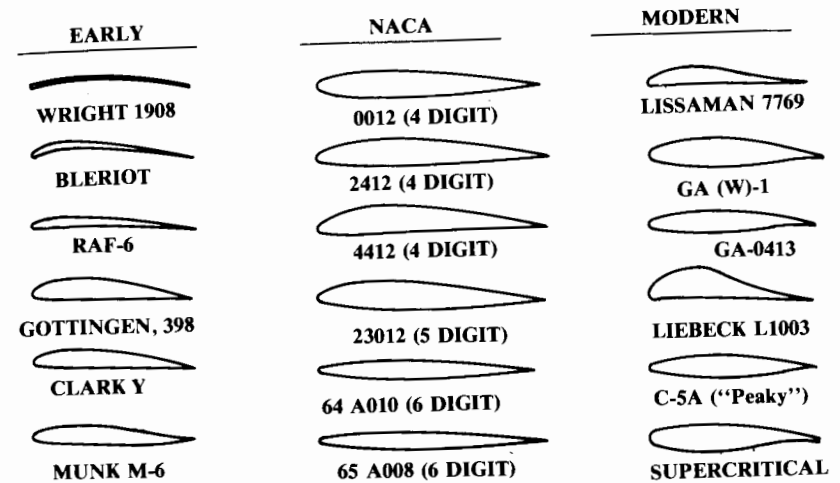 EARLY
WRIGHT 1908
BLERIOT
RAF-6
GOTTINGEN, 398
CLARK Y
MUNK M-6
NACA
0012 (4 DIGIT)
2412 (4 DIGIT)
4412 (4 DIGIT)
23012 (5 DIGIT)
64 A010 (6 DIGIT)
65 A008 (6 DIGIT)
MODERN
LISSAMAN 7769
GA (W)-1
GA-0413
LIEBECK L1003
C-5A (“Peaky”)
SUPERCRITICAL